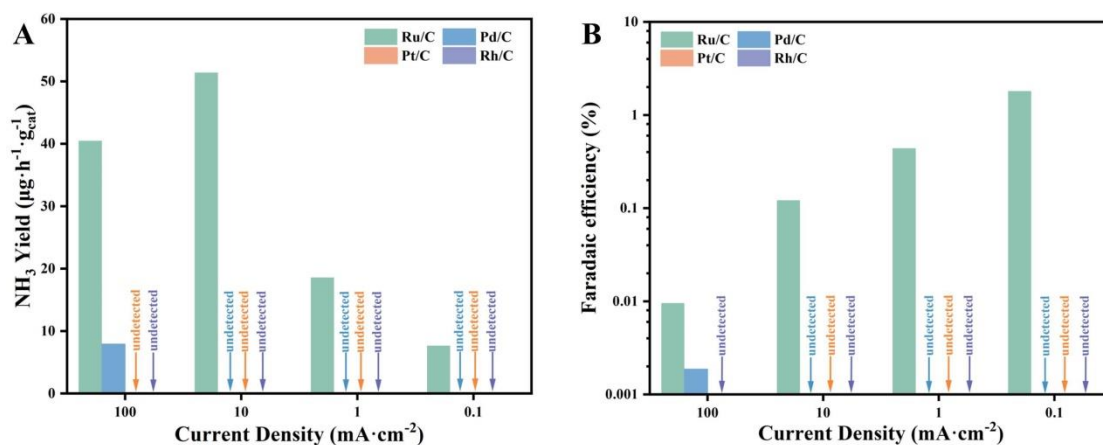 A
Ru/C
Pd/C
Pt/C
Rh/C
NH₃ Yield (μg·h⁻¹·g⁻¹cat)
60
50
40
30
20
10
0
undetected
undetected
undetected
undetected
undetected
undetected
undetected
undetected
undetected
undetected
undetected
100
10
1
0.1
Current Density (mA·cm⁻²)
B
Ru/C
Pd/C
Pt/C
Rh/C
Faradaic efficiency (%)
10
1
0.1
0.01
0.001
undetected
undetected
undetected
undetected
undetected
undetected
undetected
undetected
undetected
undetected
100
10
1
0.1
Current Density (mA·cm⁻²)